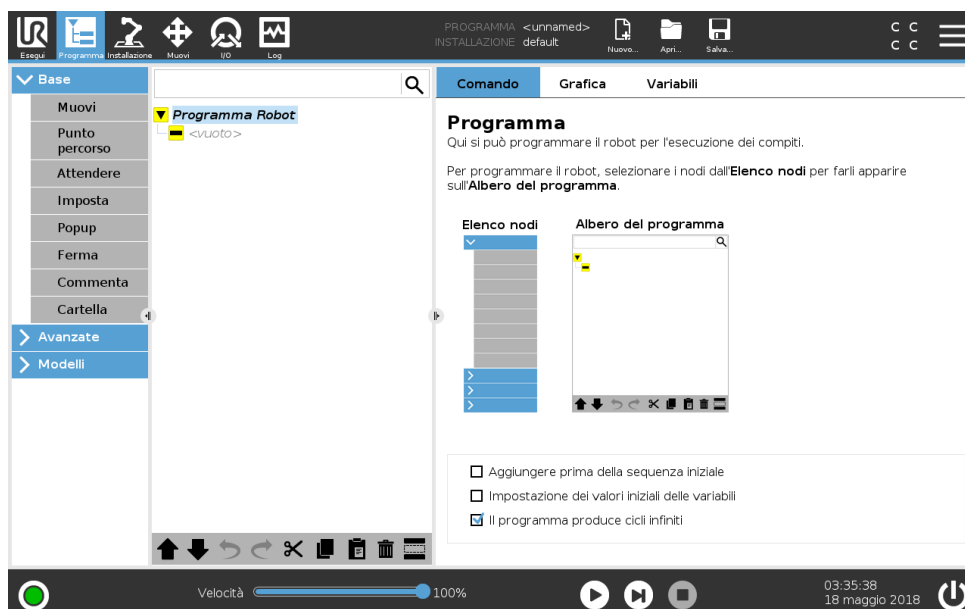 UR
PROGRAMMA <unnamed>
INSTALLAZIONE default
Esegui
Programma
Installazione
Muovi
I/O
Log
Nuovo...
Apri...
Salva...
C C
C C
Base
Muovi
Punto
percorso
Attendere
Imposta
Popup
Ferma
Commenta
Cartella
Avanzate
Modelli
Programma Robot
<vuoto>
Comando
Grafica
Variabili
Programma
Qui si può programmare il robot per l'esecuzione dei compiti.
Per programmare il robot, selezionare i nodi dall'Elenco nodi per farli apparire
sull'Albero del programma.
Elenco nodi
Albero del programma
Aggiungere prima della sequenza iniziale
Impostazione dei valori iniziali delle variabili
Il programma produce cicli infiniti
Velocità
100%
03:35:38
18 maggio 2018